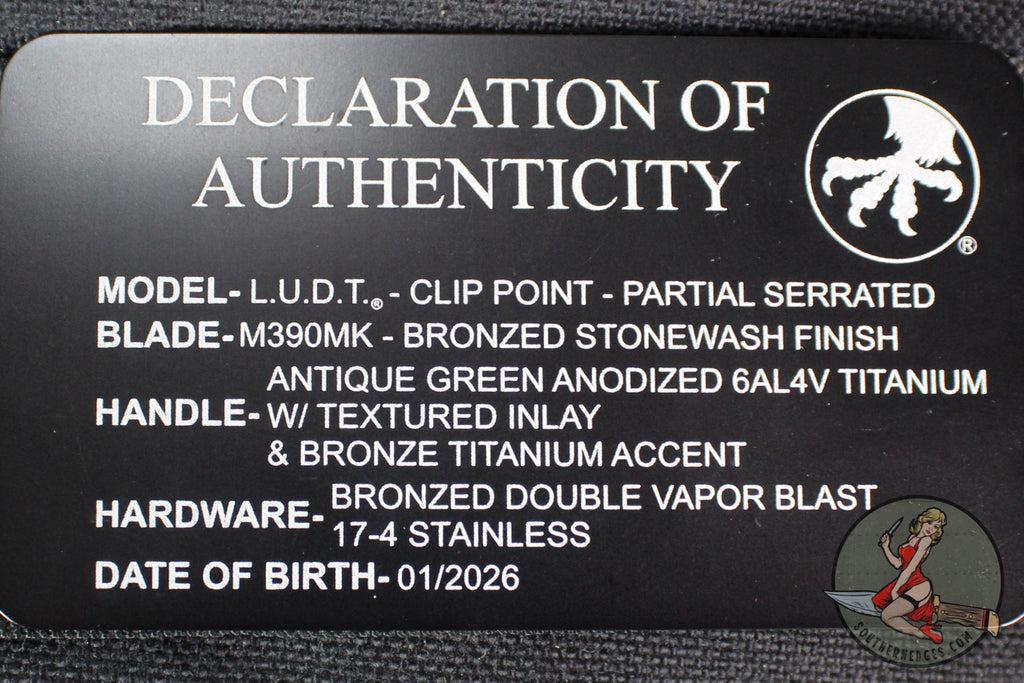 DECLARATION OF
AUTHENTICITY
®
MODEL- L.U.D.T.® - CLIP POINT - PARTIAL SERRATED
BLADE- M390MK - BRONZED STONEWASH FINISH
ANTIQUE GREEN ANODIZED 6AL4V TITANIUM
HANDLE- W/ TEXTURED INLAY
& BRONZE TITANIUM ACCENT
HARDWARE- BRONZED DOUBLE VAPOR BLAST
17-4 STAINLESS
DATE OF BIRTH- 01/2026
SOUTHERNEDGES.COM